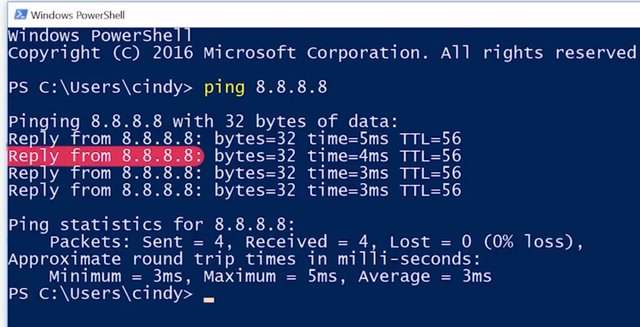 Windows PowerShell
Windows PowerShell
Copyright (C) 2016 Microsoft Corporation. All rights reserved
PS C:\Users\cindy> ping 8.8.8.8
Pinging 8.8.8.8 with 32 bytes of data:
Reply from 8.8.8.8: bytes=32 time=5ms TTL=56
Reply from 8.8.8.8: bytes=32 time=4ms TTL=56
Reply from 8.8.8.8: bytes=32 time=3ms TTL=56
Reply from 8.8.8.8: bytes=32 time=3ms TTL=56
Ping statistics for 8.8.8.8:
    Packets: Sent = 4, Received = 4, Lost = 0 (0% loss),
Approximate round trip times in milli-seconds:
    Minimum = 3ms, Maximum = 5ms, Average = 3ms
PS C:\Users\cindy> _